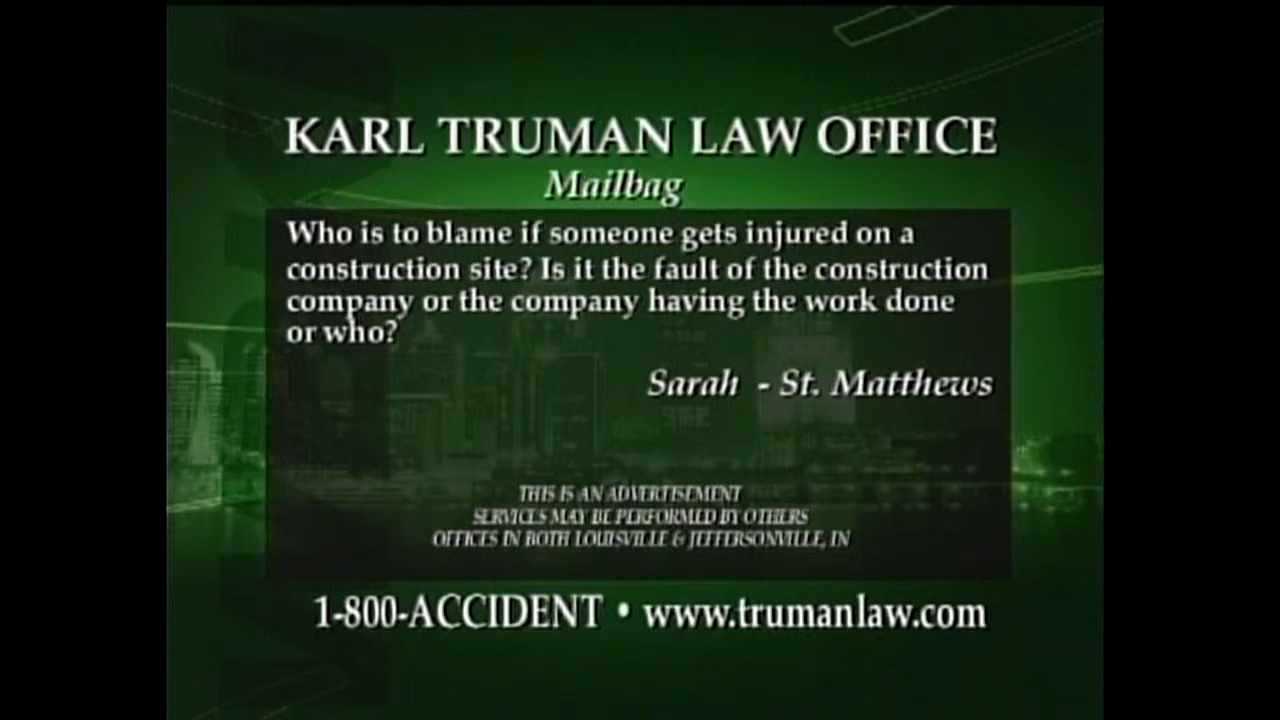 KARL TRUMAN LAW OFFICE
Mailbag
Who is to blame if someone gets injured on a
construction site? Is it the fault of the construction
company or the company having the work done
or who?
Sarah - St. Matthews
THIS IS AN ADVERTISEMENT
SERVICES MAY BE PERFORMED BY OTHERS
OFFICES IN BOTH LOUISVILLE & JEFFERSONVILLE, IN
1-800-ACCIDENT • www.trumanlaw.com